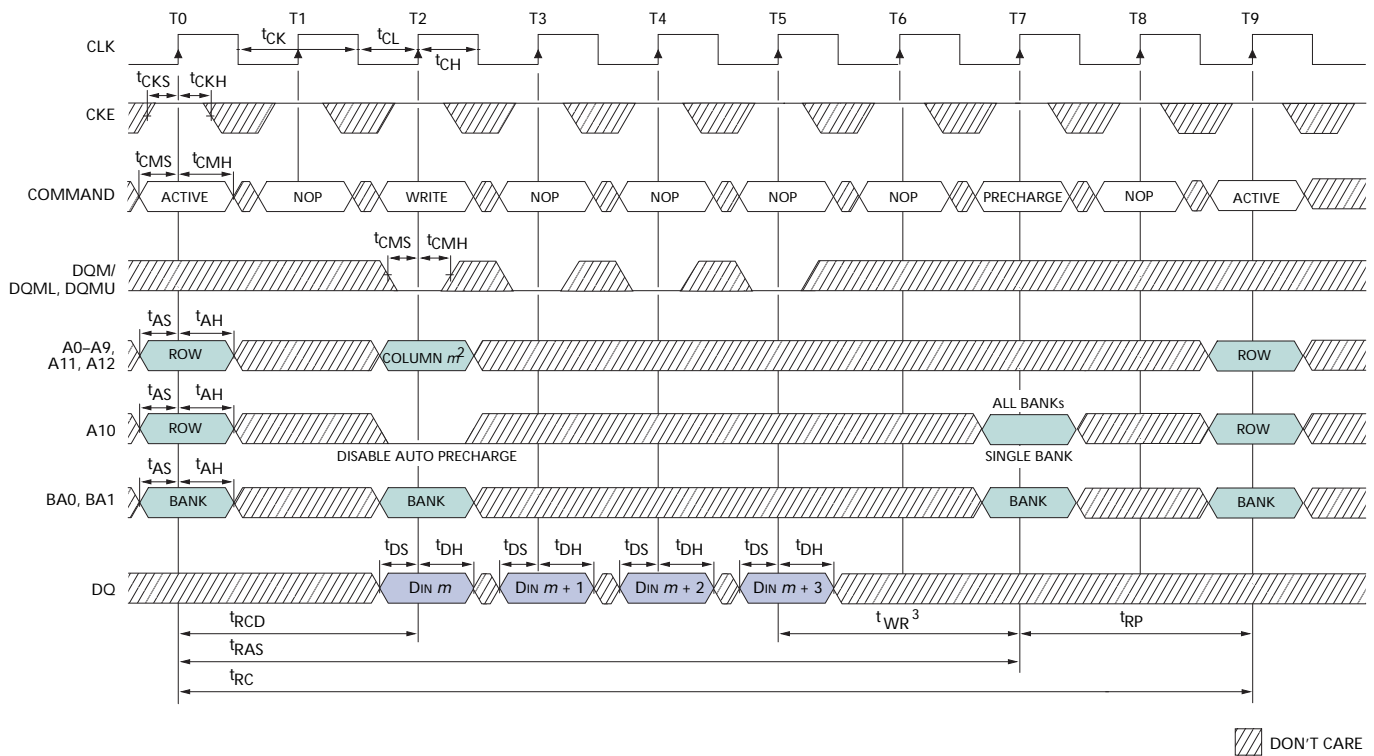 T0 T1 T2 T3 T4 T5 T6 T7 T8 T9
CLK tCK tCL tCH
tCKS tCKH
CKE
tCMS tCMH
COMMAND ACTIVE NOP WRITE NOP NOP NOP NOP PRECHARGE NOP ACTIVE
tCMS tCMH
DQM/
DQML, DQMU
tAS tAH
A0–A9,
A11, A12
ROW COLUMN m2 ROW
tAS tAH
ALL BANKs
A10 ROW ROW
DISABLE AUTO PRECHARGE SINGLE BANK
tAS tAH
BA0, BA1 BANK BANK BANK BANK
tDS tDH tDS tDH tDS tDH tDS tDH
DQ DIN m DIN m + 1 DIN m + 2 DIN m + 3
tRCD tWR3 tRP
tRAS
tRC
DON'T CARE